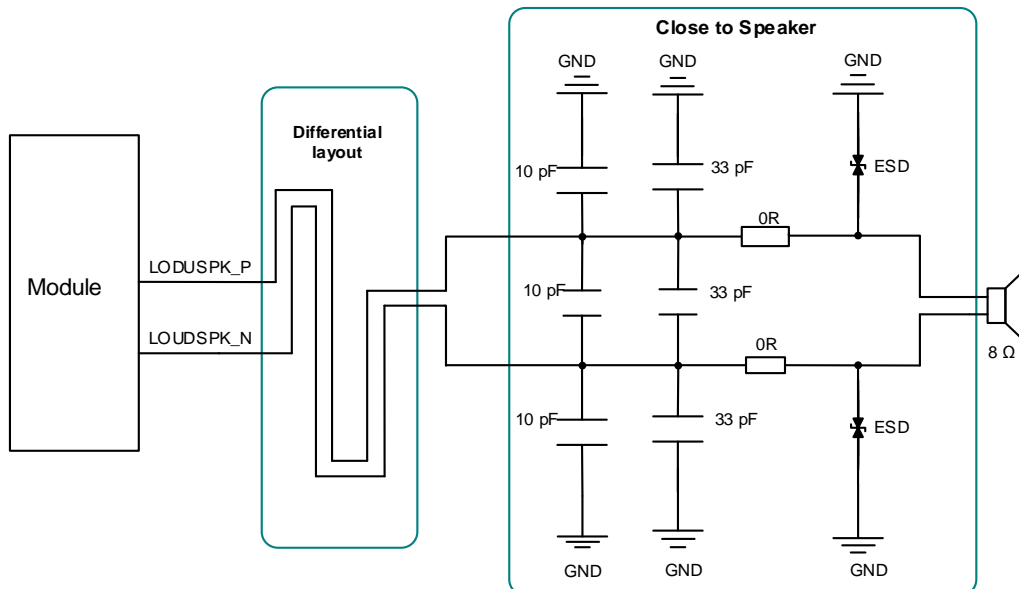 Close to Speaker
GND
GND
GND
Differential
layout
10 pF
33 pF
ESD
0R
LODUSPK_P
Module
10 pF
33 pF
LOUDSPK_N
0R
8 Ω
10 pF
33 pF
ESD
GND
GND
GND